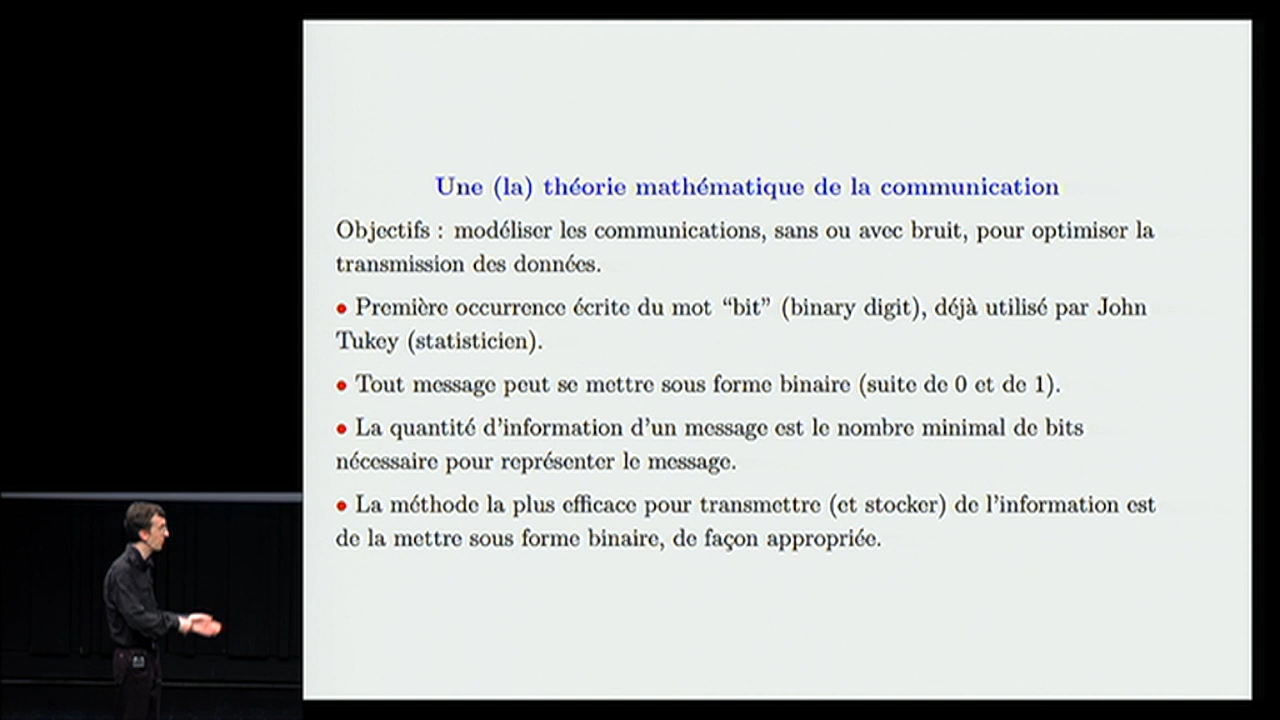 Une (la) théorie mathématique de la communication
Objectifs : modéliser les communications, sans ou avec bruit, pour optimiser la
transmission des données.
• Première occurrence écrite du mot “bit” (binary digit), déjà utilisé par John
Tukey (statisticien).
• Tout message peut se mettre sous forme binaire (suite de 0 et de 1).
• La quantité d'information d'un message est le nombre minimal de bits
nécessaire pour représenter le message.
• La méthode la plus efficace pour transmettre (et stocker) de l'information est
de la mettre sous forme binaire, de façon appropriée.